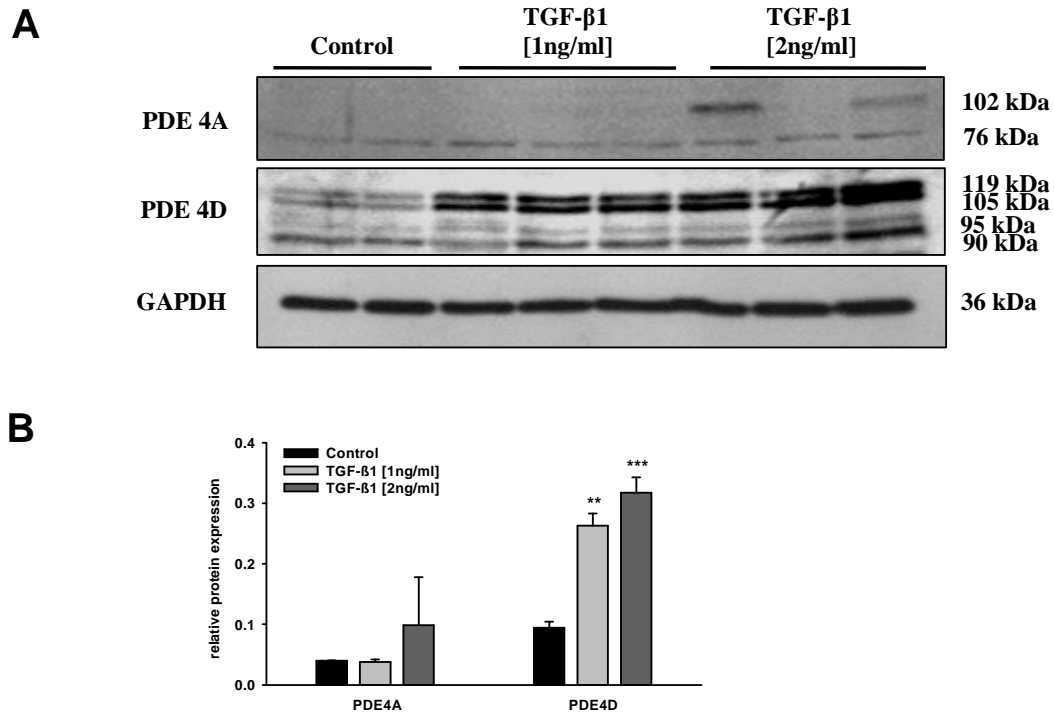 A
Control
TGF-β1
[1ng/ml]
TGF-β1
[2ng/ml]
PDE 4A
102 kDa
76 kDa
PDE 4D
119 kDa
105 kDa
95 kDa
90 kDa
GAPDH
36 kDa
B
relative protein expression
0.4
0.3
0.2
0.1
0.0
Control
TGF-ß1 [1ng/ml]
TGF-ß1 [2ng/ml]
**
***
PDE4A
PDE4D